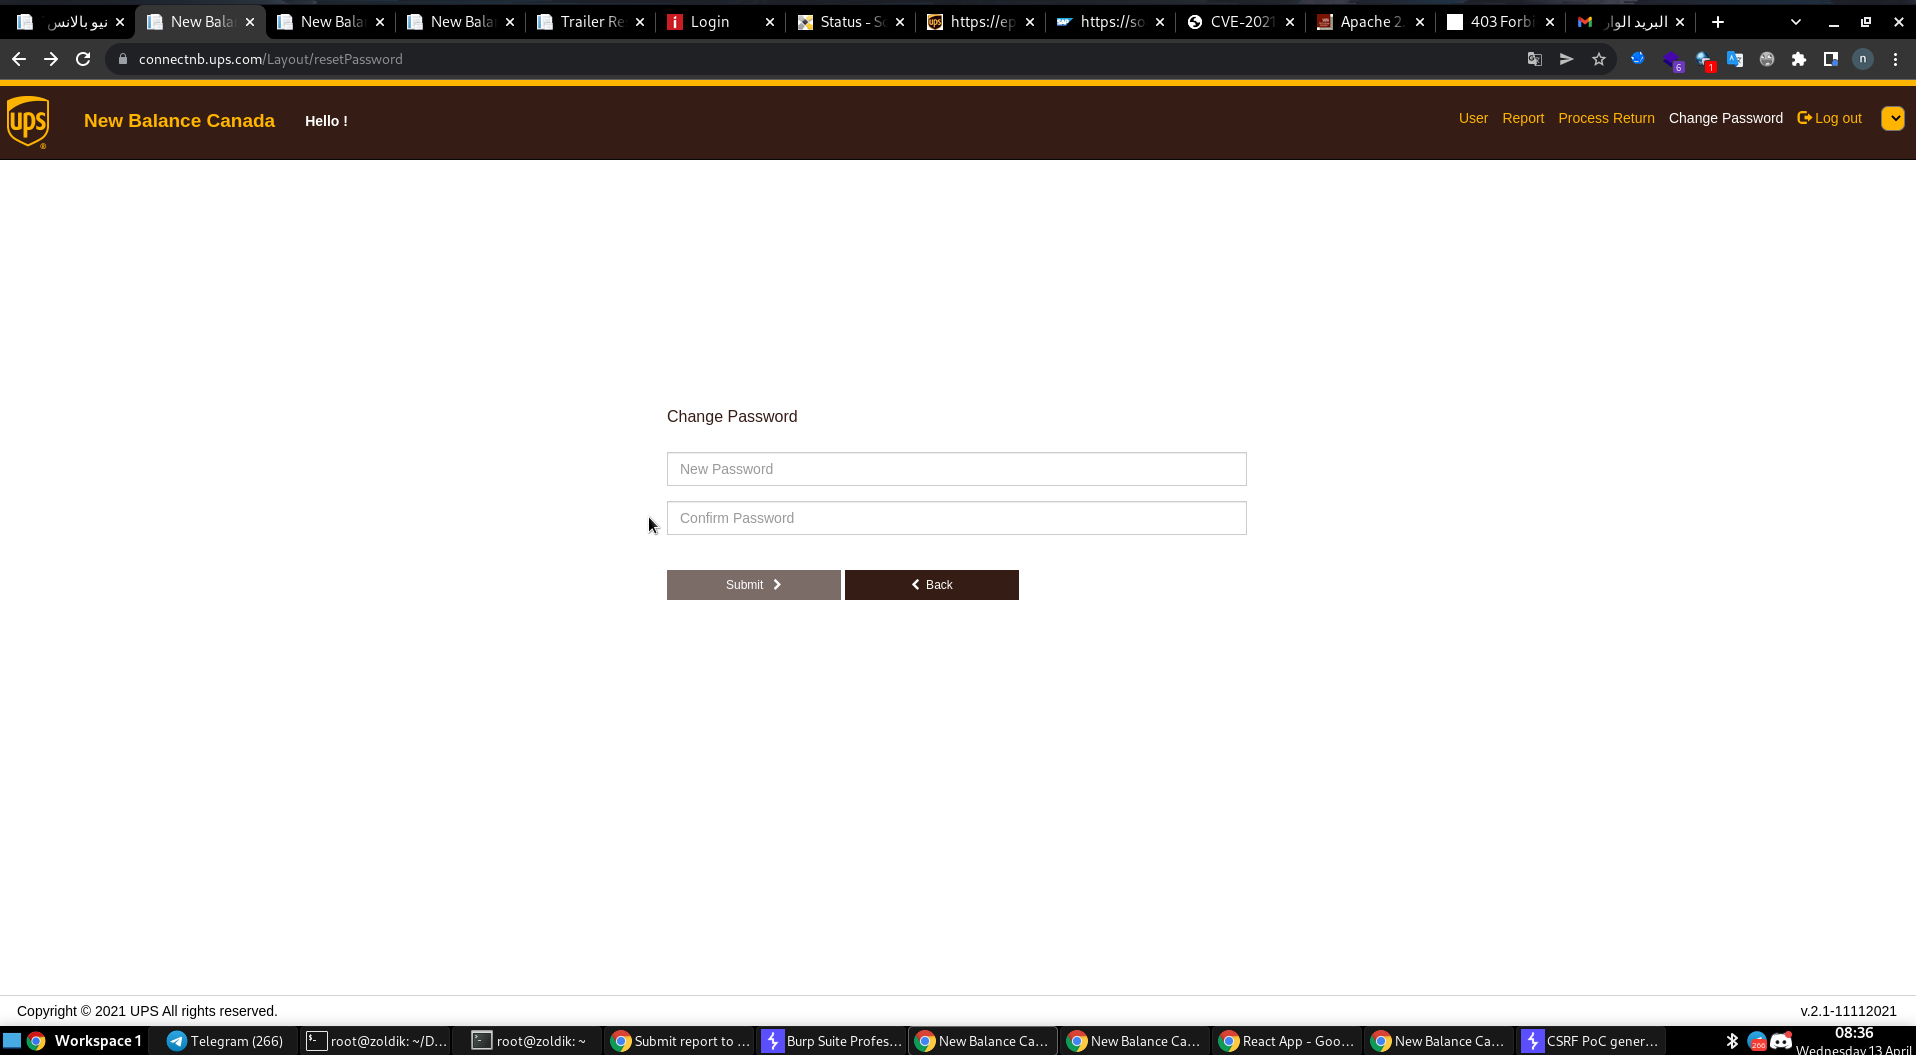 نيو بالانس
New Bala
New Bala
New Bala
Trailer Re
Login
Status - S
https://ep
https://so
CVE-2021
Apache 2.
403 Forbi
البريد الوار
connectnb.ups.com/Layout/resetPassword
6
1
n
ups
New Balance Canada
Hello !
User
Report
Process Return
Change Password
Log out
Change Password
New Password
Confirm Password
Submit
Back
Copyright © 2021 UPS All rights reserved.
v.2.1-11112021
Workspace 1
Telegram (266)
root@zoldik: ~/D...
root@zoldik: ~
Submit report to ...
Burp Suite Profes...
New Balance Ca...
New Balance Ca...
React App - Goo...
New Balance Ca...
CSRF PoC gener...
266
08:36
Wednesday 13 April